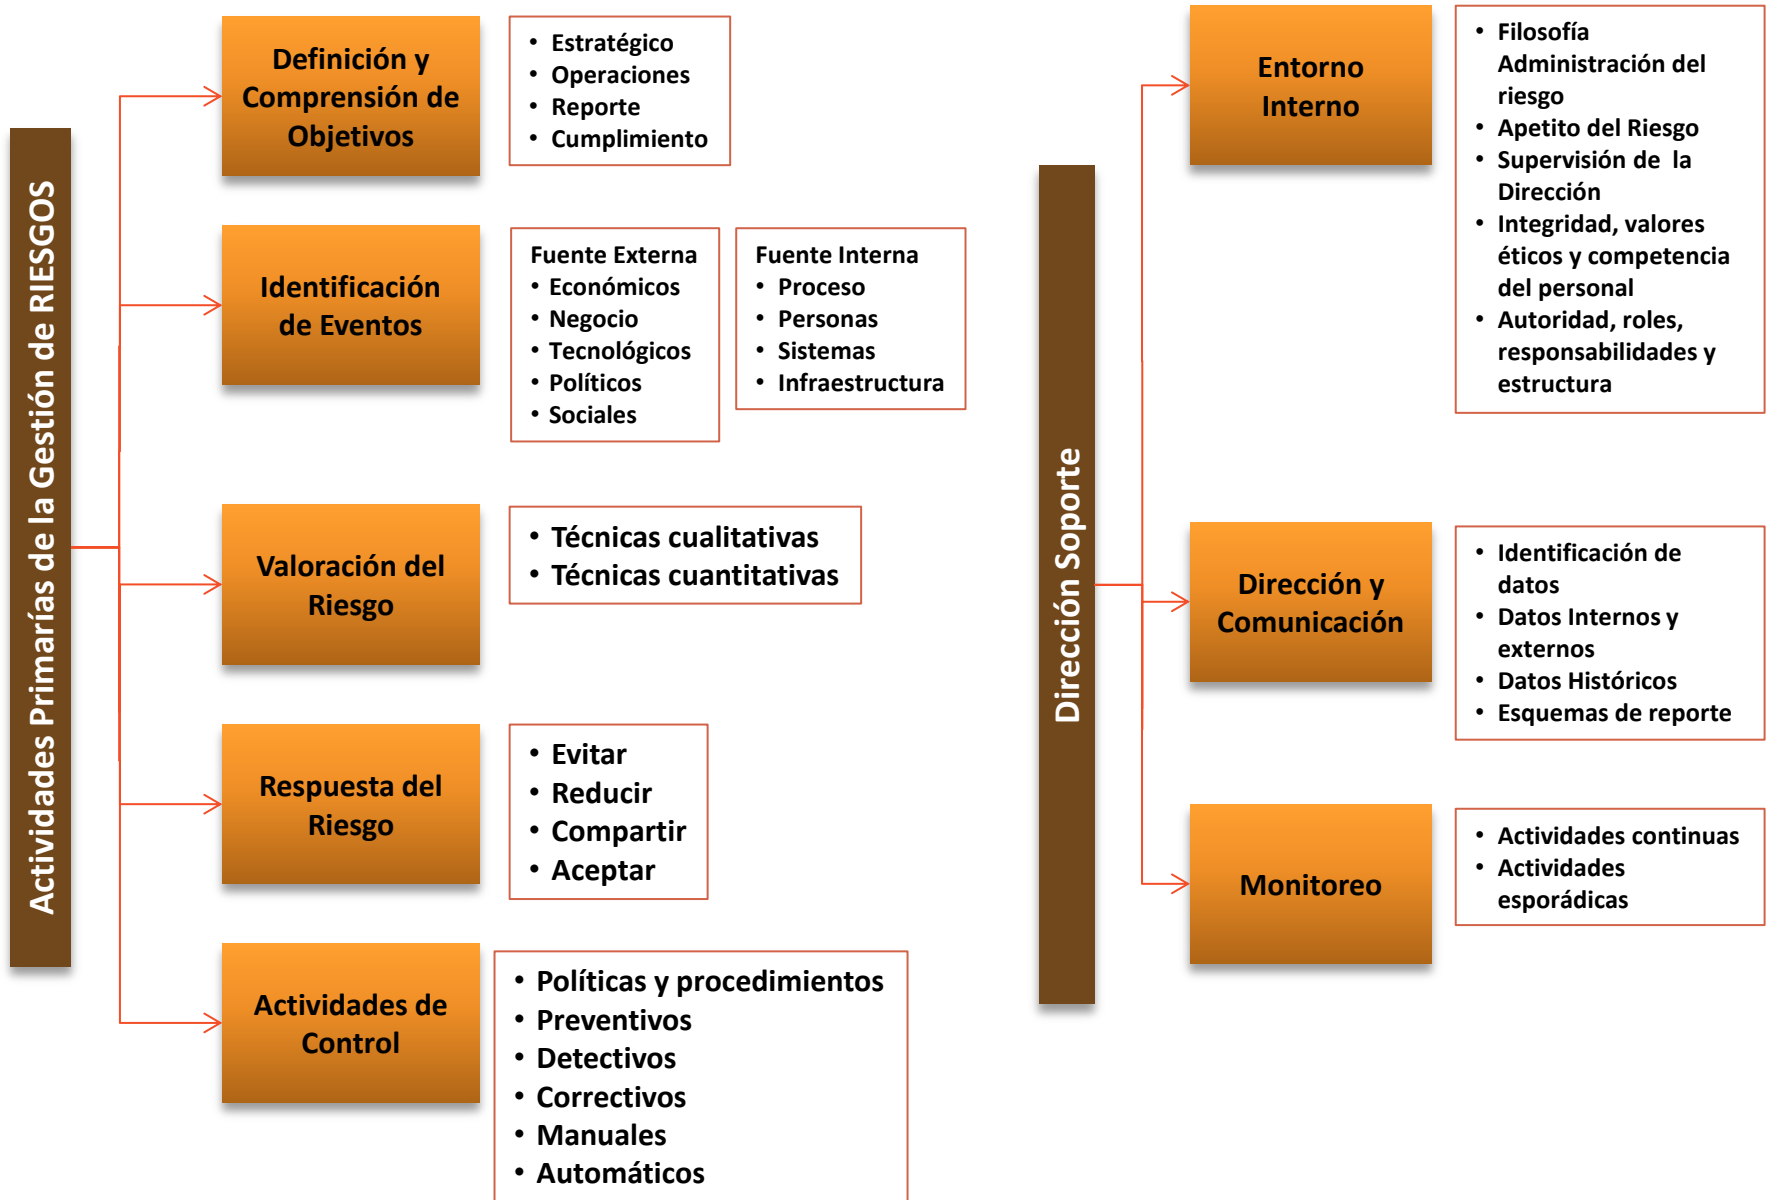 Actividades Primarías de la Gestión de RIESGOS
Definición y
Comprensión de
Objetivos
• Estratégico
• Operaciones
• Reporte
• Cumplimiento
Identificación
de Eventos
Fuente Externa
• Económicos
• Negocio
• Tecnológicos
• Políticos
• Sociales
Fuente Interna
• Proceso
• Personas
• Sistemas
• Infraestructura
Valoración del
Riesgo
• Técnicas cualitativas
• Técnicas cuantitativas
Respuesta del
Riesgo
• Evitar
• Reducir
• Compartir
• Aceptar
Actividades de
Control
• Políticas y procedimientos
• Preventivos
• Detectivos
• Correctivos
• Manuales
• Automáticos
Dirección Soporte
Entorno
Interno
• Filosofía
Administración del
riesgo
• Apetito del Riesgo
• Supervisión de la
Dirección
• Integridad, valores
éticos y competencia
del personal
• Autoridad, roles,
responsabilidades y
estructura
Dirección y
Comunicación
• Identificación de
datos
• Datos Internos y
externos
• Datos Históricos
• Esquemas de reporte
Monitoreo
• Actividades continuas
• Actividades
esporádicas